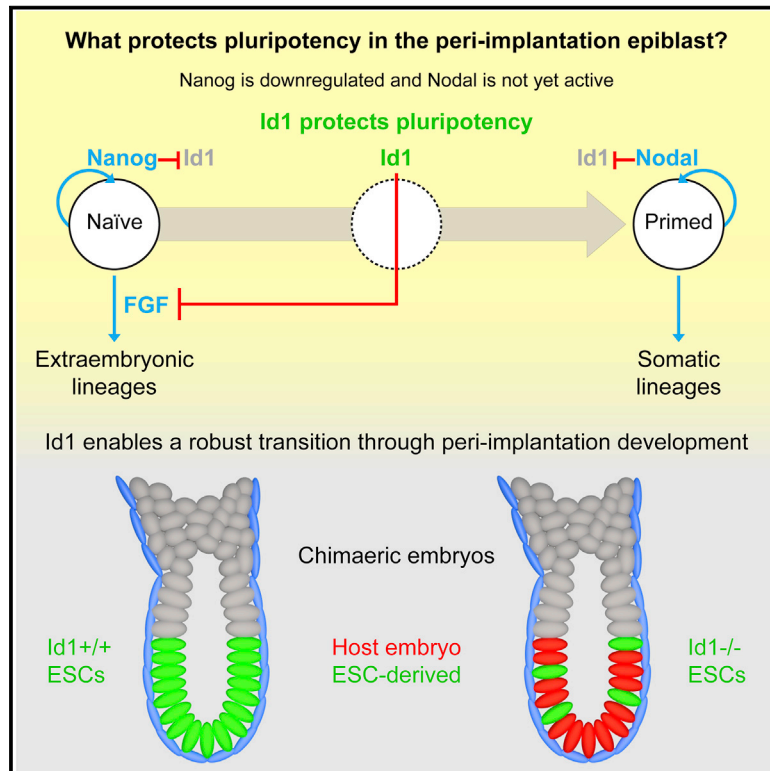 What protects pluripotency in the peri-implantation epiblast?
Nanog is downregulated and Nodal is not yet active
Id1 protects pluripotency
Nanog Id1 Id1 Id1 Nodal
Naïve Primed
FGF
Extraembryonic Somatic
lineages lineages
Id1 enables a robust transition through peri-implantation development
Chimaeric embryos
Id1+/+ Host embryo Id1-/-
ESCs ESC-derived ESCs